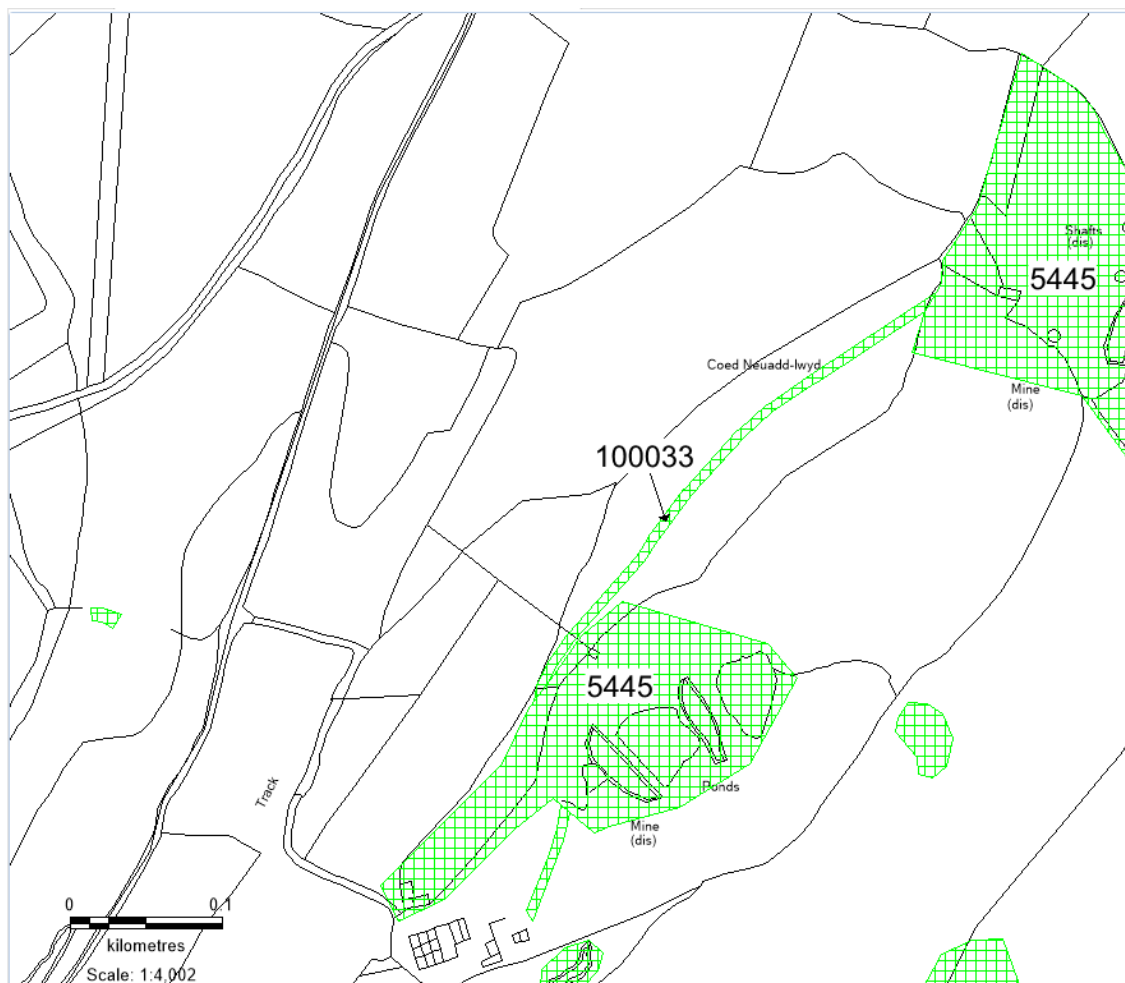 Shafts
(dis)
5445
Coed Neuadd-lwyd
Mine
(dis)
100033
5445
Track
Ponds
Mine
(dis)
0 0.1
kilometres
Scale: 1:4,002